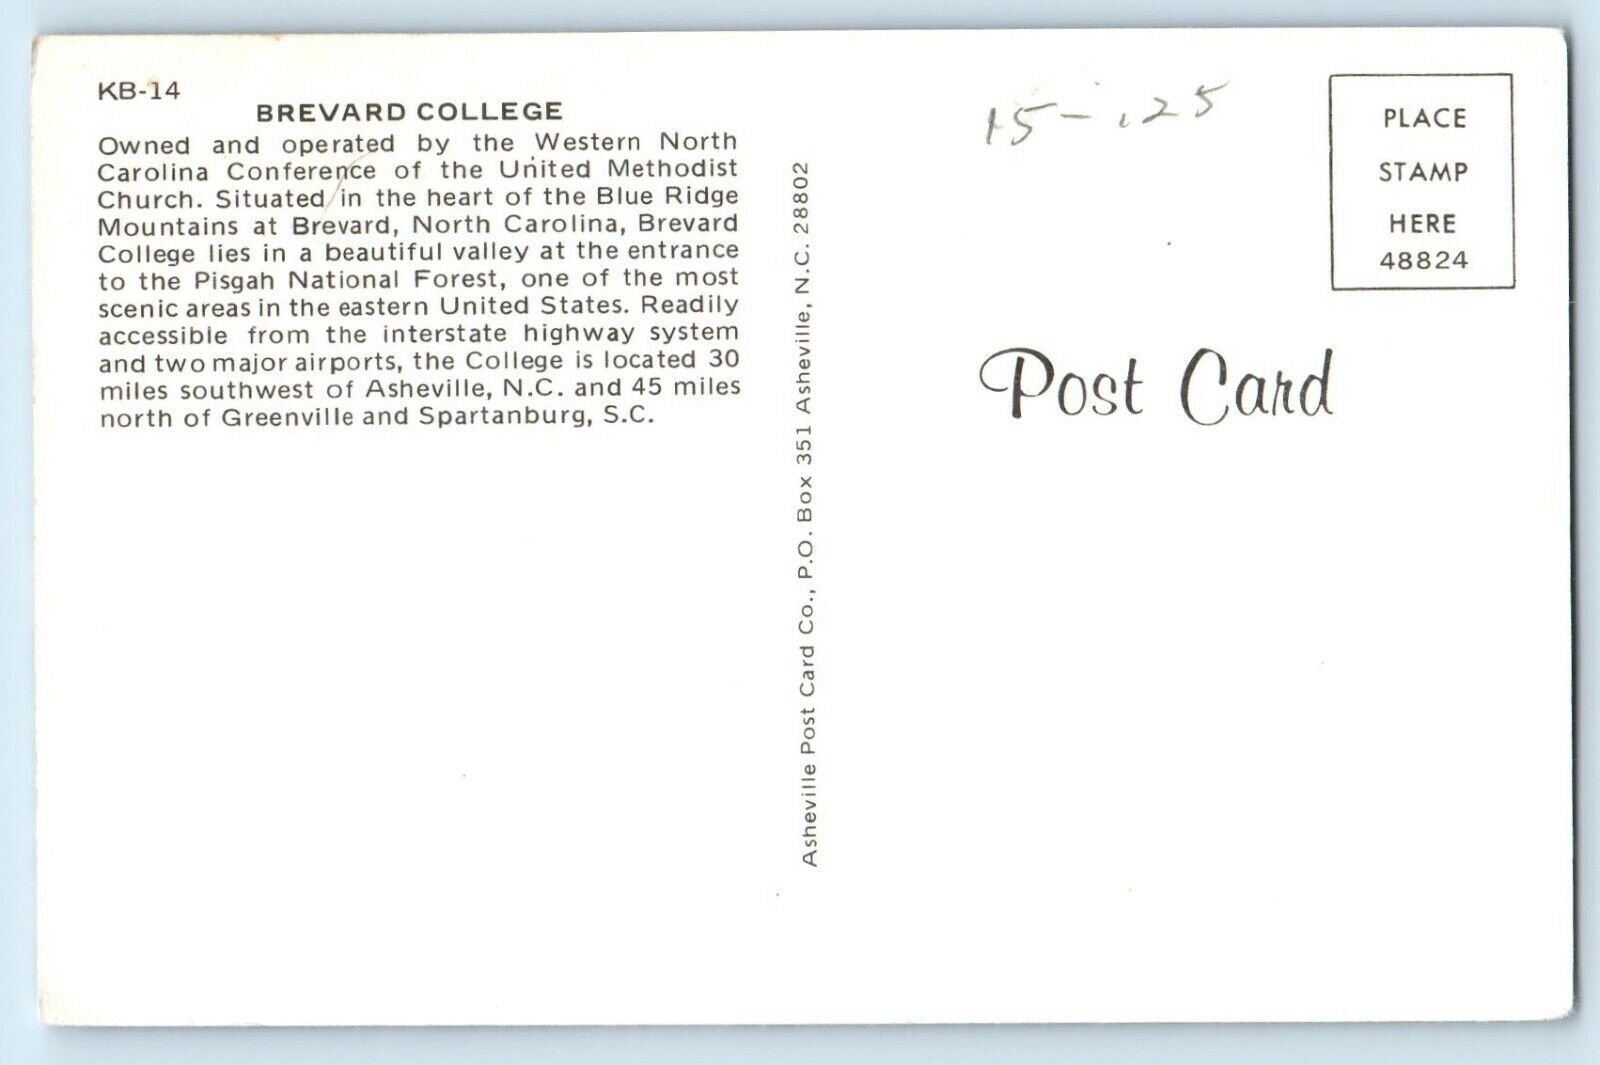 KB-14
BREVARD COLLEGE
Owned and operated by the Western North
Carolina Conference of the United Methodist
Church. Situated in the heart of the Blue Ridge
Mountains at Brevard, North Carolina, Brevard
College lies in a beautiful valley at the entrance
to the Pisgah National Forest, one of the most
scenic areas in the eastern United States. Readily
accessible from the interstate highway system
and two major airports, the College is located 30
miles southwest of Asheville, N.C. and 45 miles
north of Greenville and Spartanburg, S.C.
Asheville Post Card Co., P.O. Box 351 Asheville, N.C. 28802
15-.125
PLACE
STAMP
HERE
48824
Post Card